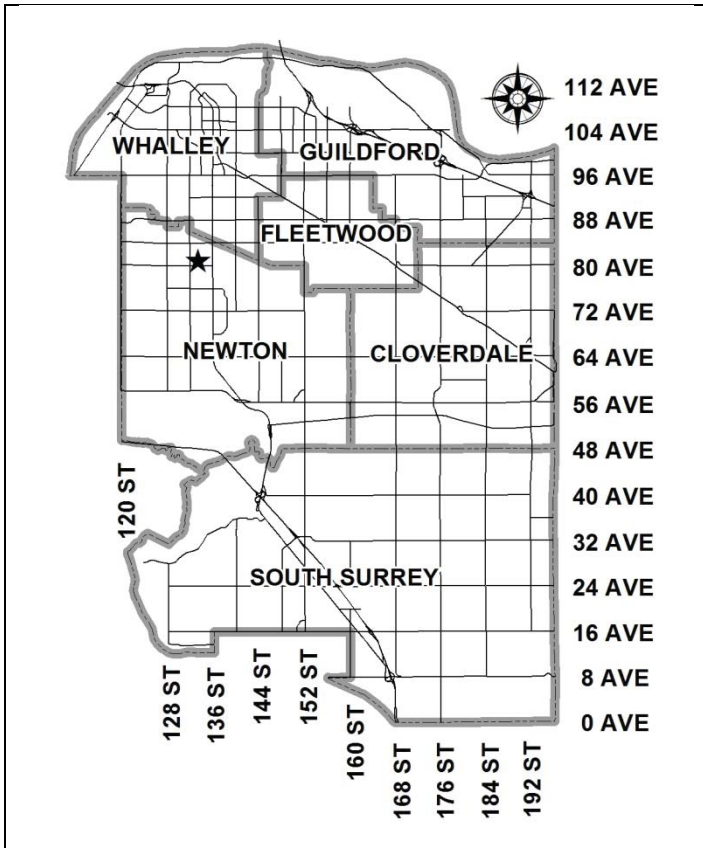 112 AVE
104 AVE
WHALLEY
GUILDFORD
96 AVE
88 AVE
FLEETWOOD
80 AVE
72 AVE
NEWTON
CLOVERDALE
64 AVE
56 AVE
48 AVE
120 ST
40 AVE
32 AVE
SOUTH SURREY
24 AVE
16 AVE
128 ST
136 ST
144 ST
152 ST
160 ST
8 AVE
0 AVE
168 ST
176 ST
184 ST
192 ST